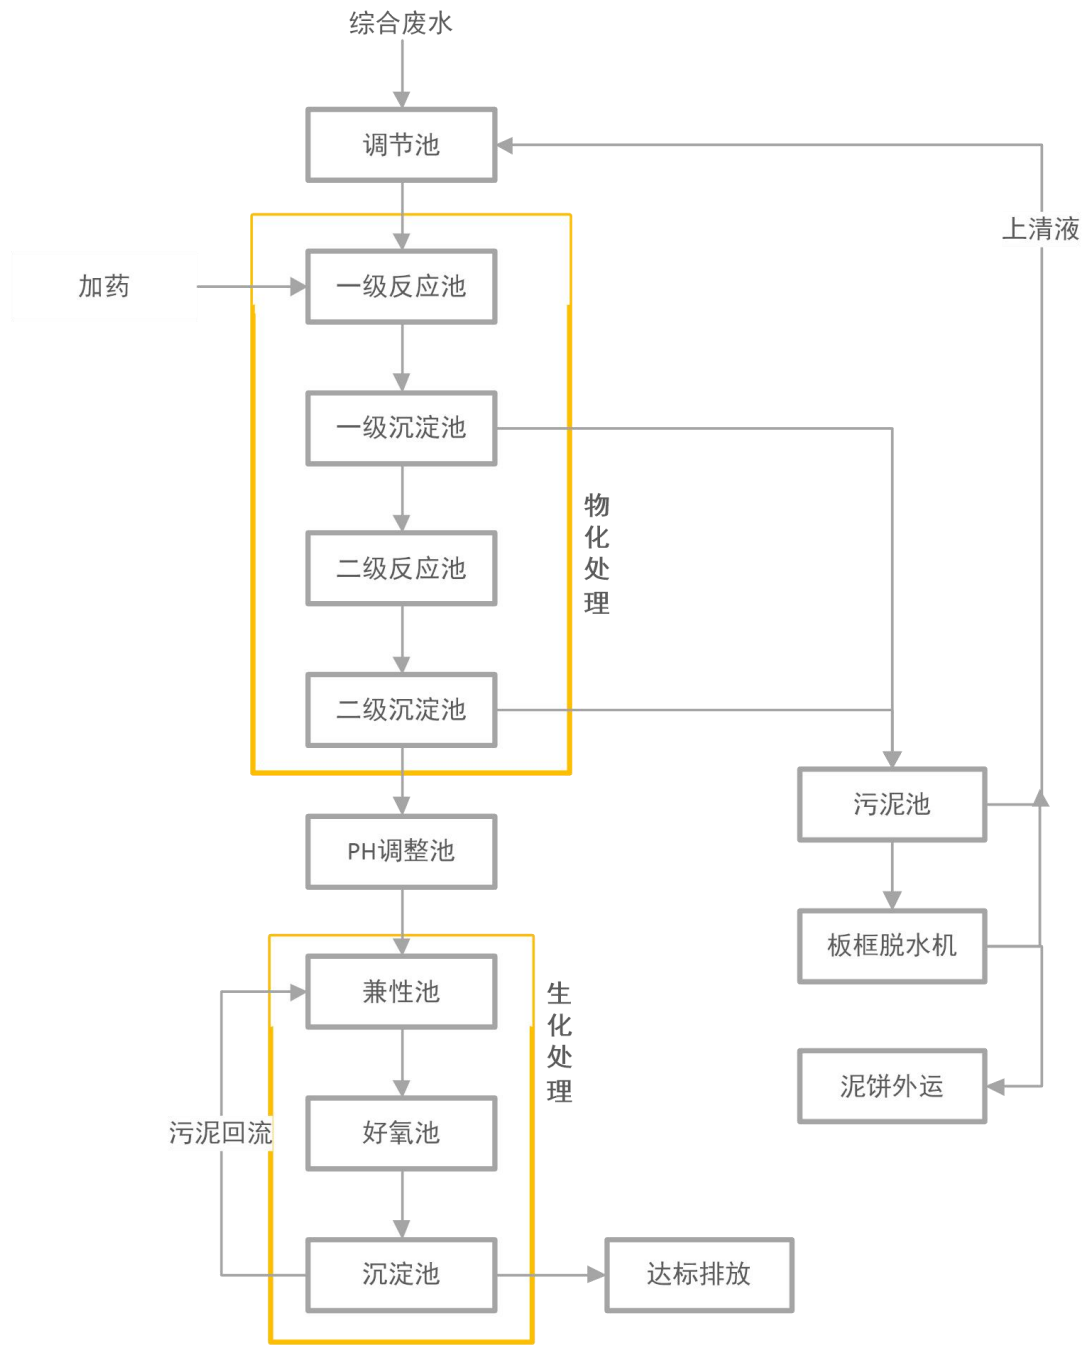 综合废水
调节池
上清液
加药
一级反应池
一级沉淀池
物化处理
二级反应池
二级沉淀池
污泥池
PH调整池
板框脱水机
兼性池
生化处理
泥饼外运
污泥回流
好氧池
沉淀池
达标排放